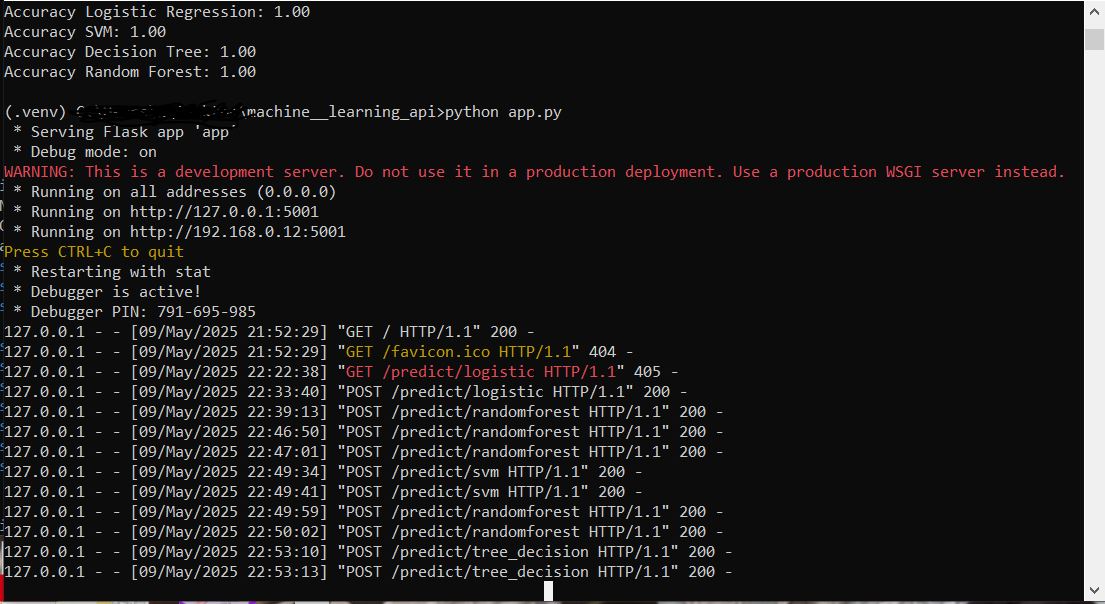 Accuracy Logistic Regression: 1.00
Accuracy SVM: 1.00
Accuracy Decision Tree: 1.00
Accuracy Random Forest: 1.00
(.venv) \machine__learning_api>python app.py
* Serving Flask app 'app'
* Debug mode: on
WARNING: This is a development server. Do not use it in a production deployment. Use a production WSGI server instead.
* Running on all addresses (0.0.0.0)
* Running on http://127.0.0.1:5001
* Running on http://192.168.0.12:5001
Press CTRL+C to quit
* Restarting with stat
* Debugger is active!
* Debugger PIN: 791-695-985
127.0.0.1 - - [09/May/2025 21:52:29] "GET / HTTP/1.1" 200 -
127.0.0.1 - - [09/May/2025 21:52:29] "GET /favicon.ico HTTP/1.1" 404 -
127.0.0.1 - - [09/May/2025 22:22:38] "GET /predict/logistic HTTP/1.1" 405 -
127.0.0.1 - - [09/May/2025 22:33:40] "POST /predict/logistic HTTP/1.1" 200 -
127.0.0.1 - - [09/May/2025 22:39:13] "POST /predict/randomforest HTTP/1.1" 200 -
127.0.0.1 - - [09/May/2025 22:46:50] "POST /predict/randomforest HTTP/1.1" 200 -
127.0.0.1 - - [09/May/2025 22:47:01] "POST /predict/randomforest HTTP/1.1" 200 -
127.0.0.1 - - [09/May/2025 22:49:34] "POST /predict/svm HTTP/1.1" 200 -
127.0.0.1 - - [09/May/2025 22:49:41] "POST /predict/svm HTTP/1.1" 200 -
127.0.0.1 - - [09/May/2025 22:49:59] "POST /predict/randomforest HTTP/1.1" 200 -
127.0.0.1 - - [09/May/2025 22:50:02] "POST /predict/randomforest HTTP/1.1" 200 -
127.0.0.1 - - [09/May/2025 22:53:10] "POST /predict/tree_decision HTTP/1.1" 200 -
127.0.0.1 - - [09/May/2025 22:53:13] "POST /predict/tree_decision HTTP/1.1" 200 -